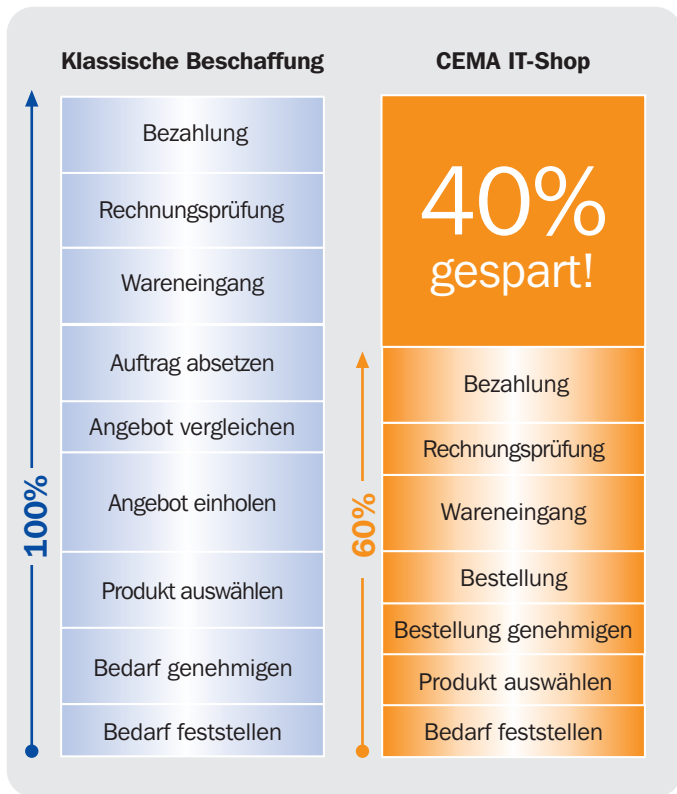 Klassische Beschaffung
100%
Bezahlung
Rechnungsprüfung
Wareneingang
Auftrag absetzen
Angebot vergleichen
Angebot einholen
Produkt auswählen
Bedarf genehmigen
Bedarf feststellen
CEMA IT-Shop
40%
gespart!
60%
Bezahlung
Rechnungsprüfung
Wareneingang
Bestellung
Bestellung genehmigen
Produkt auswählen
Bedarf feststellen